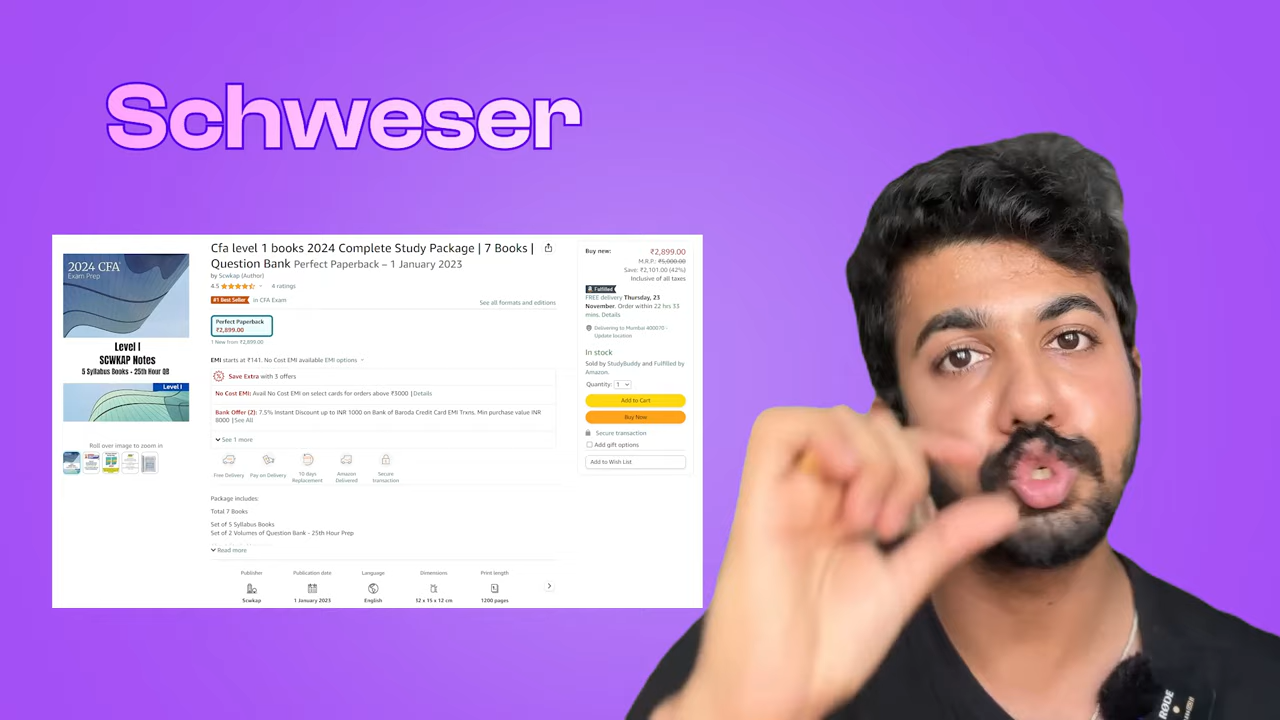 Schweser
Cfa level 1 books 2024 Complete Study Package | 7 Books |
Question Bank Perfect Paperback – 1 January 2023
by Scwkap (Author)
4.5 4 ratings
#1 Best Seller in CFA Exam
See all formats and editions
Perfect Paperback
₹2,899.00
1 New from ₹2,899.00
EMI starts at ₹141. No Cost EMI available EMI options
Save Extra with 3 offers
No Cost EMI: Avail No Cost EMI on select cards for orders above ₹3000 |Details
Bank Offer (2): 7.5% Instant Discount up to INR 1000 on Bank of Baroda Credit Card EMI Trxns. Min purchase value INR
8000 |See All
See 1 more
Free Delivery
Pay on Delivery
10 days
Replacement
Amazon
Delivered
Secure
transaction
Package includes:
Total 7 Books
Set of 5 Syllabus Books
Set of 2 Volumes of Question Bank - 25th Hour Prep
Read more
Publisher
Scwkap
Publication date
1 January 2023
Language
English
Dimensions
32 x 15 x 12 cm
Print length
1200 pages
2024 CFA®
Exam Prep
Level I
SCWKAP Notes
5 Syllabus Books + 25th Hour QB
Level I
Roll over image to zoom in
Buy new: ₹2,899.00
M.R.P.: ₹5,000.00
Save: ₹2,101.00 (42%)
Inclusive of all taxes
Fulfilled
FREE delivery Thursday, 23
November. Order within 22 hrs 33
mins. Details
Delivering to Mumbai 400070 -
Update location
In stock
Sold by StudyBuddy and Fulfilled by
Amazon.
Quantity: 1
Add to Cart
Buy Now
Secure transaction
Add gift options
Add to Wish List
RØDE